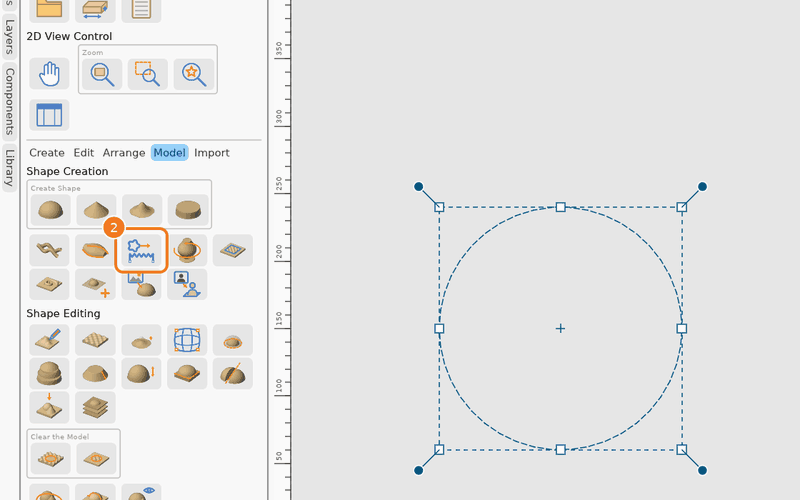 Layers
Components
Library
2D View Control
Zoom
Create Edit Arrange Model Import
Shape Creation
Create Shape
2
Shape Editing
Clear the Model
350
300
250
200
150
100
50